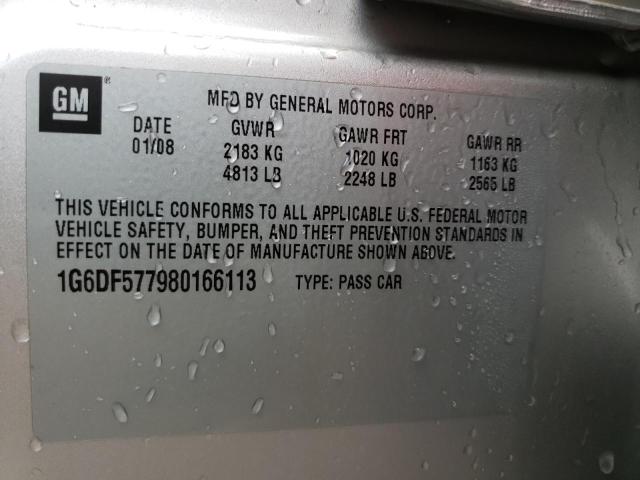 GM ®
MFD BY GENERAL MOTORS CORP.
DATE GVWR GAWR FRT GAWR RR
01/08 2183 KG 1020 KG 1163 KG
4813 LB 2248 LB 2565 LB
THIS VEHICLE CONFORMS TO ALL APPLICABLE U.S. FEDERAL MOTOR
VEHICLE SAFETY, BUMPER, AND THEFT PREVENTION STANDARDS IN
EFFECT ON THE DATE OF MANUFACTURE SHOWN ABOVE.
1G6DF577980166113 TYPE: PASS CAR